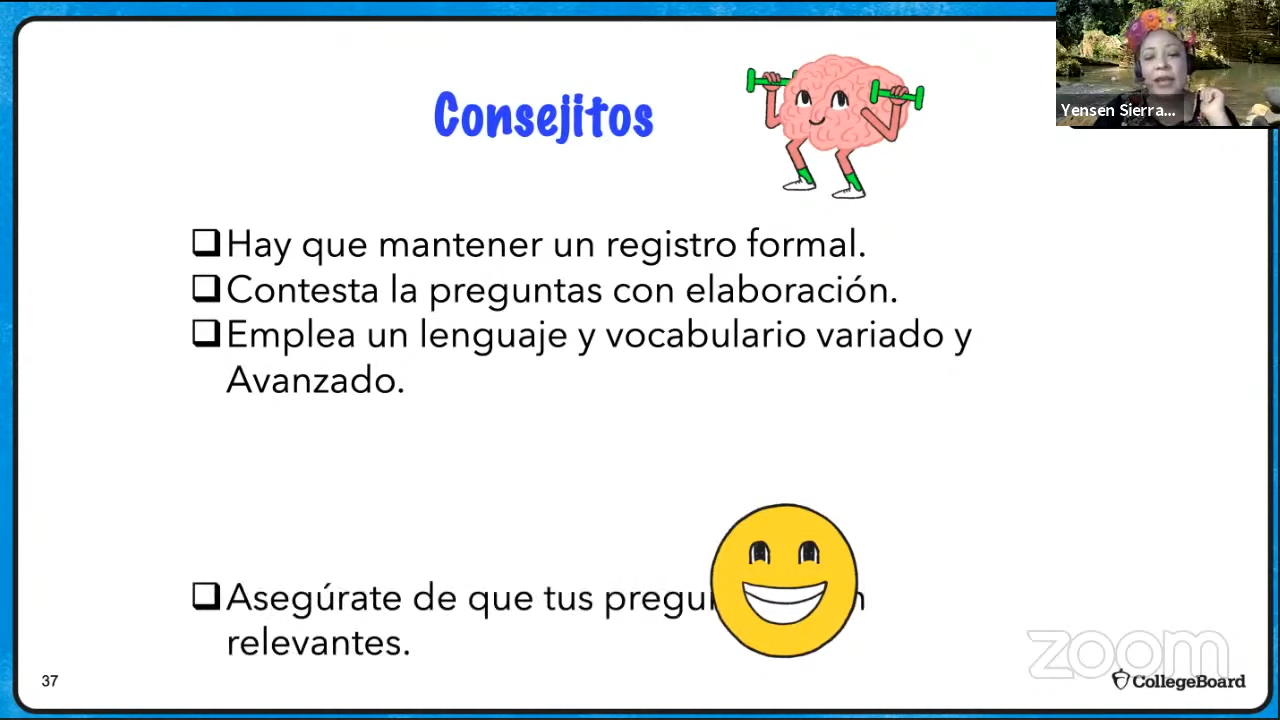 Consejitos
Yensen Sierra...
❑Hay que mantener un registro formal.
❑Contesta la preguntas con elaboración.
❑Emplea un lenguaje y vocabulario variado y
Avanzado.
❑Asegúrate de que tus
relevantes.
37
zoom
CollegeBoard